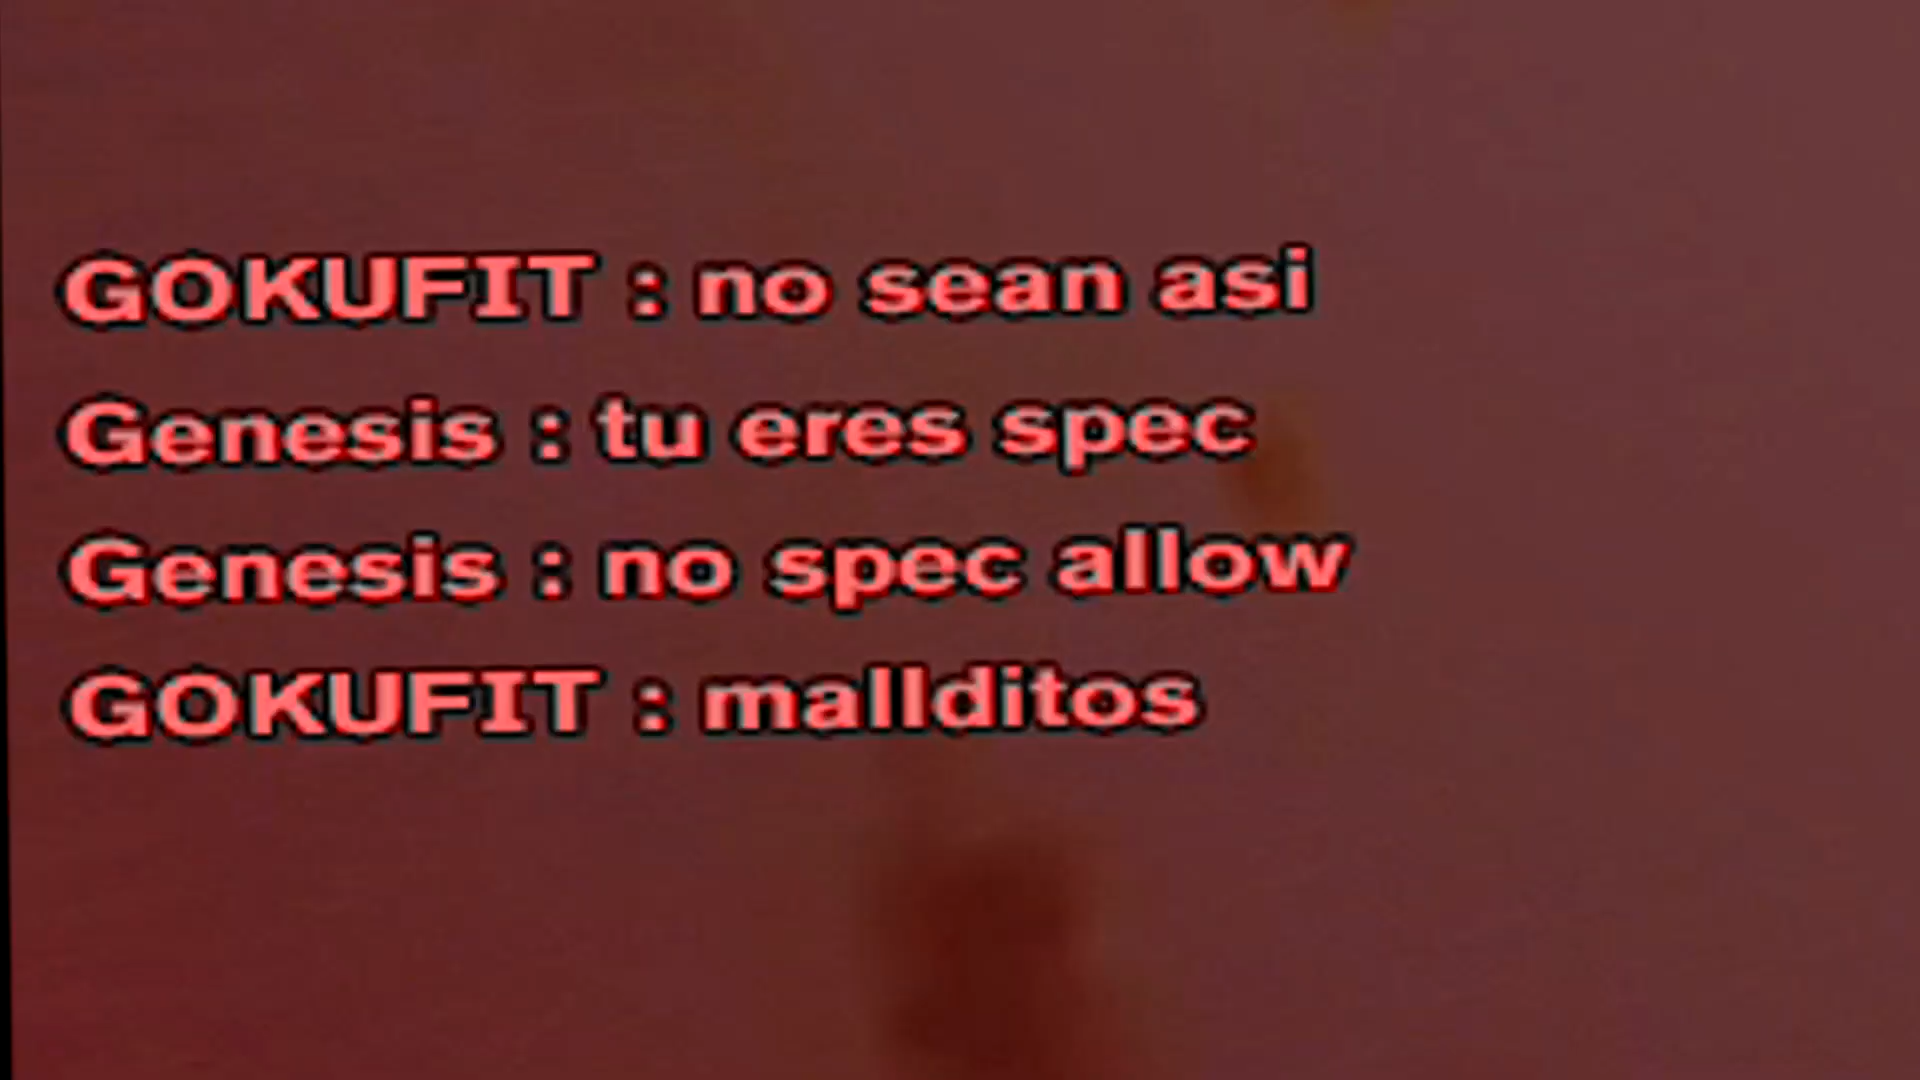 GOKUFIT : no sean asi
Genesis : tu eres spec
Genesis : no spec allow
GOKUFIT : mallditos